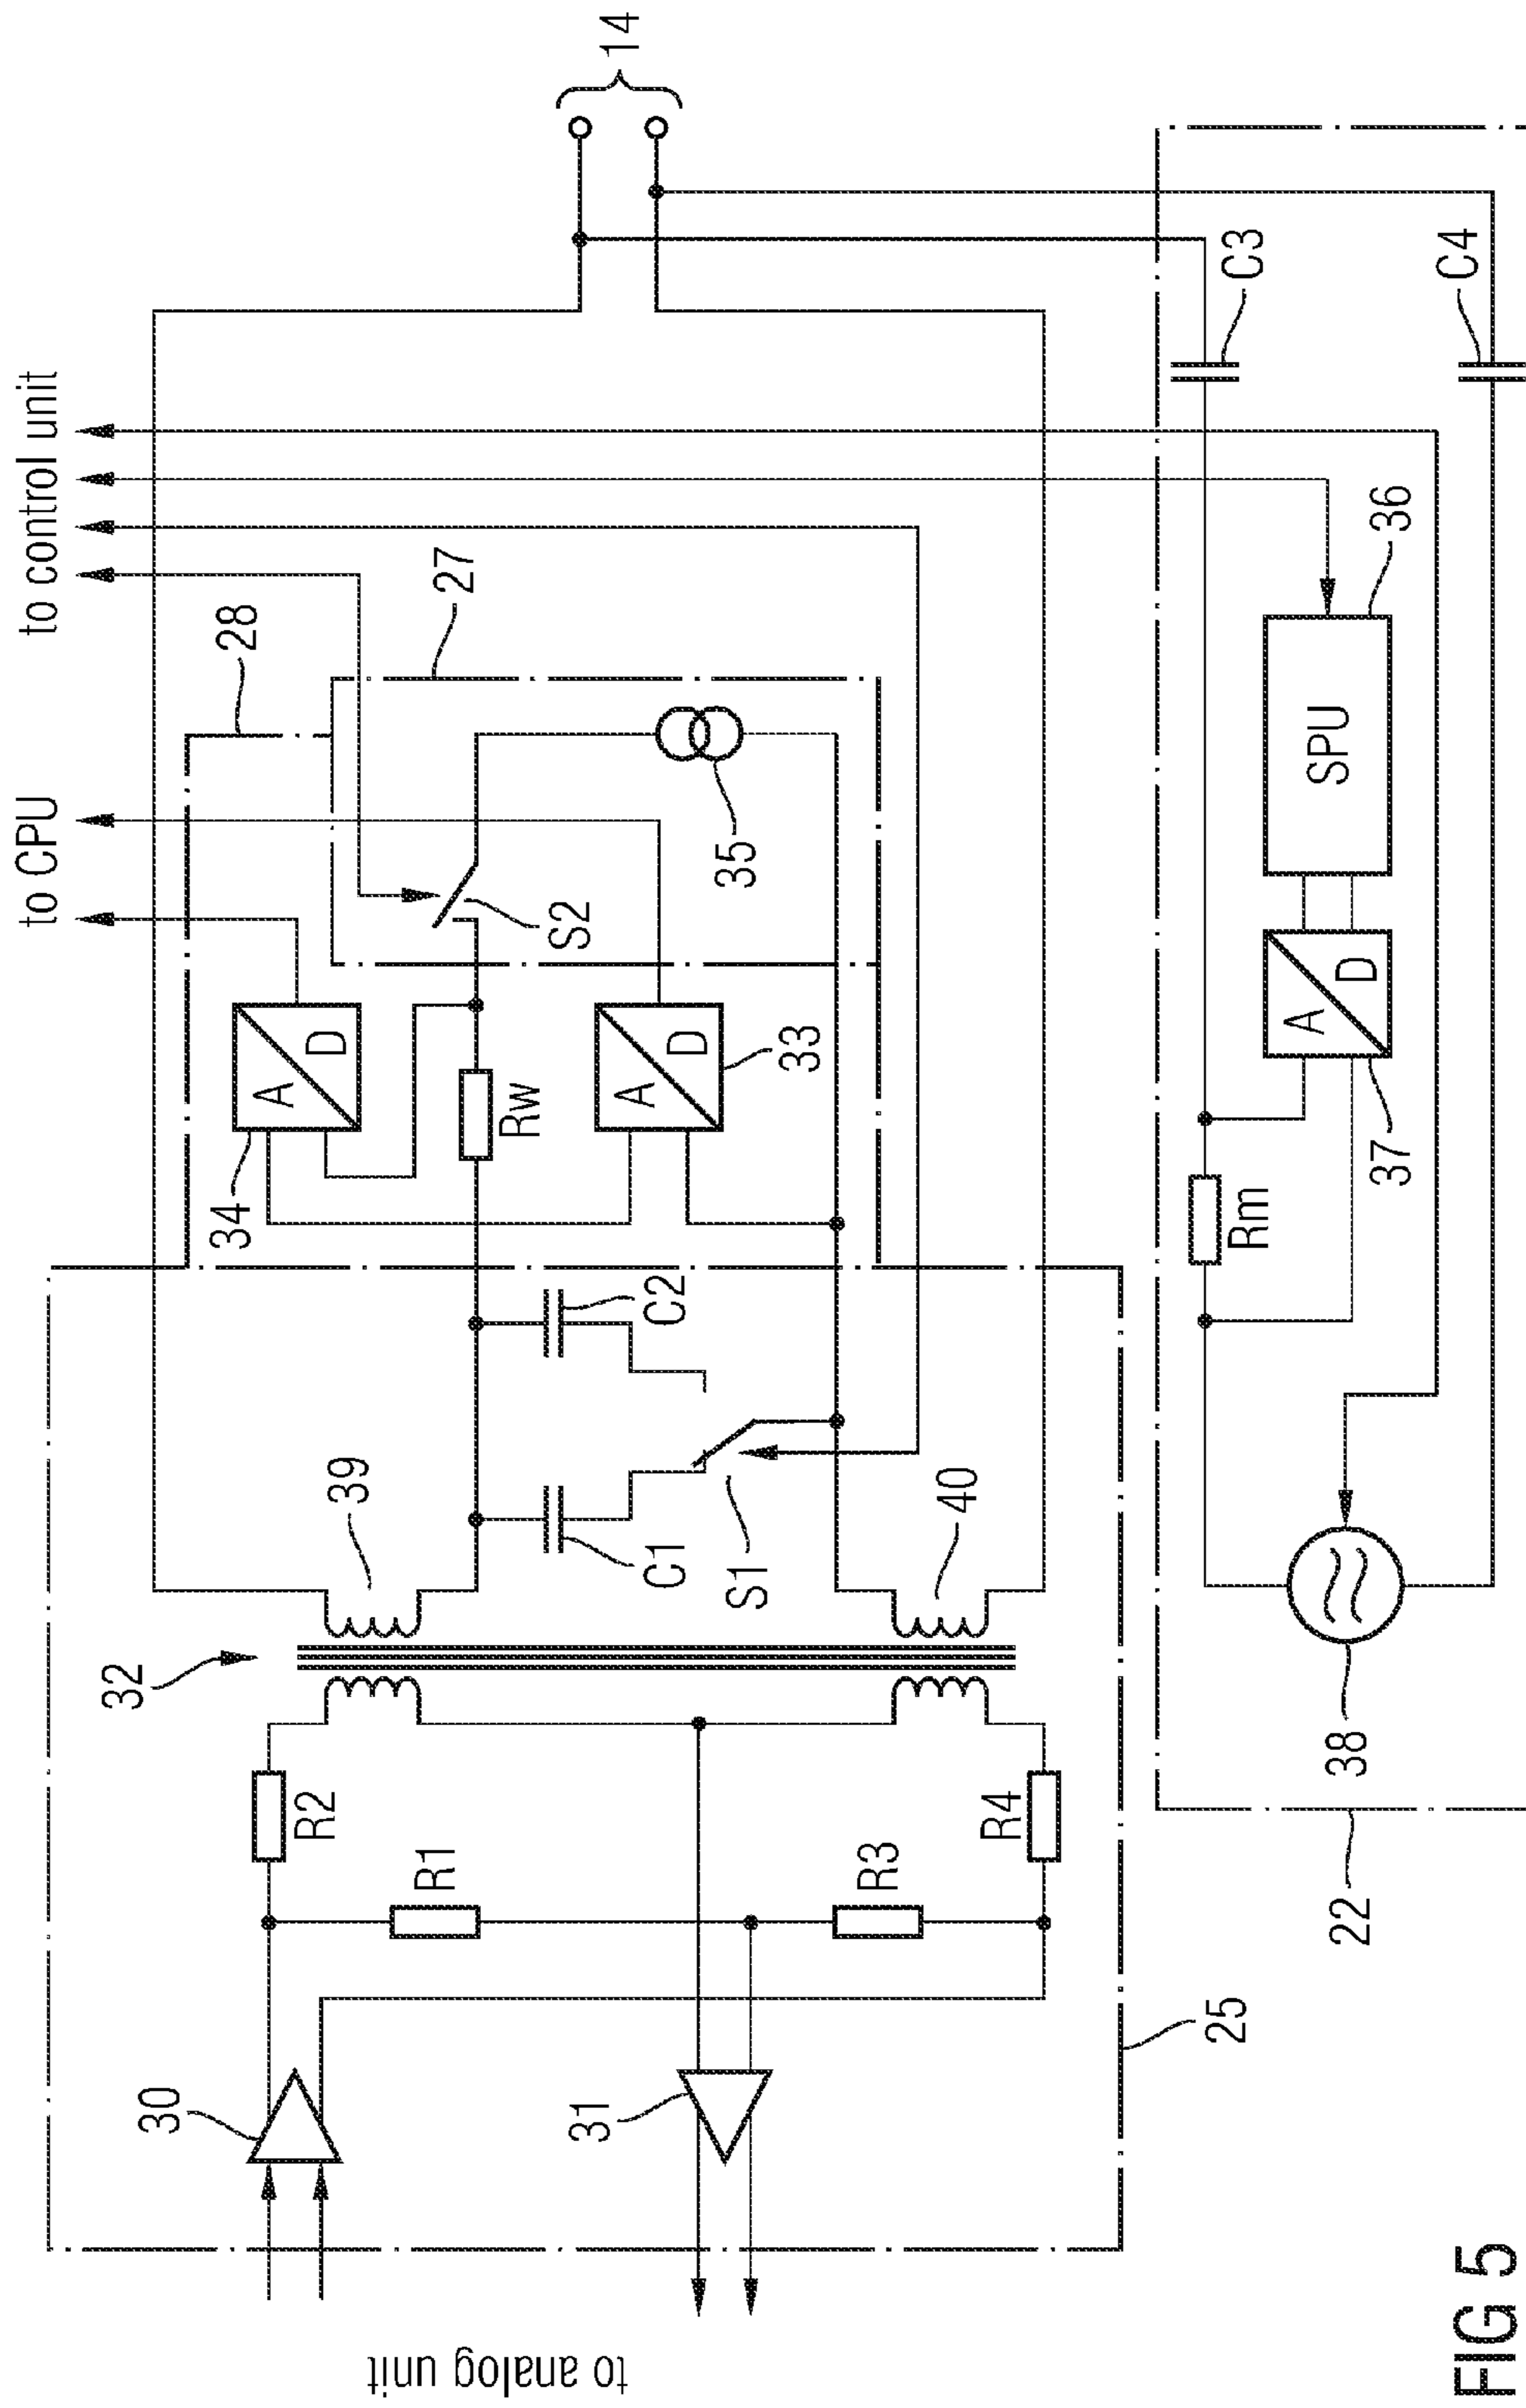 to CPU
to control unit
28
27
14
34
A
D
S2
35
Rw
A
D
33
39
C2
C1
S1
40
32
R2
R1
R3
R4
30
31
25
to analog unit
C3
C4
36
SPU
A
D
37
Rm
38
22
FIG 5